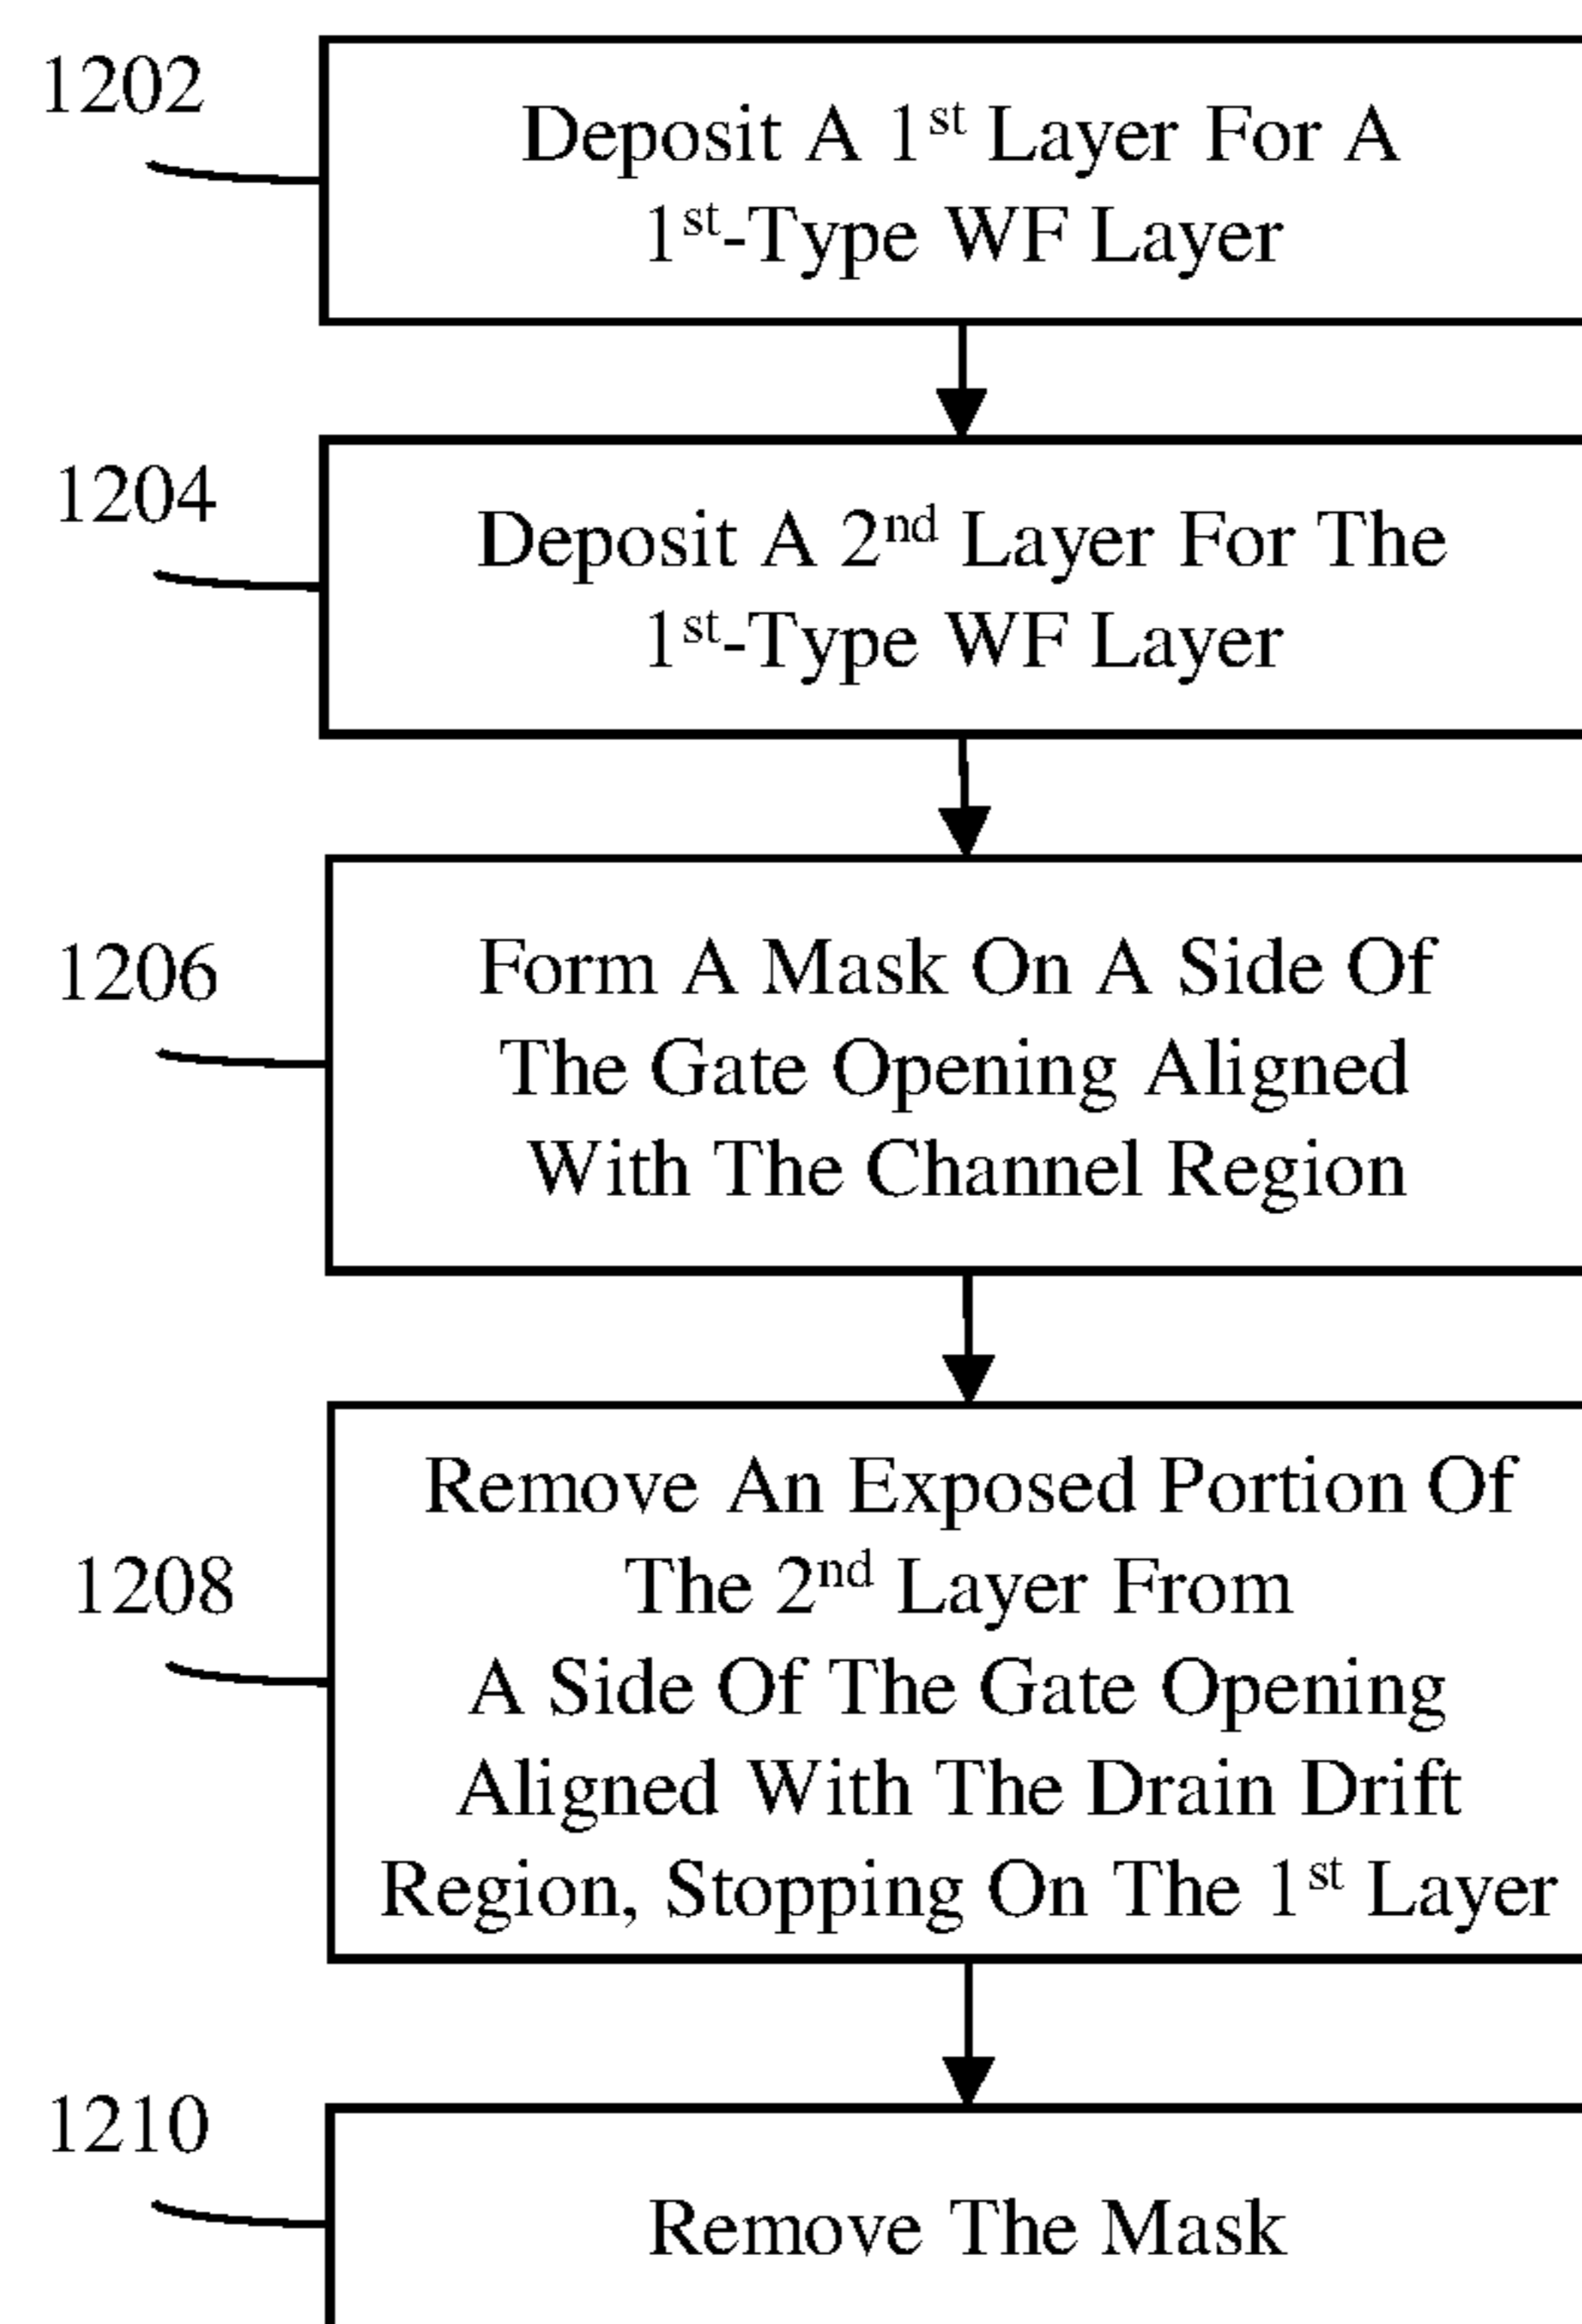 1202
Deposit A 1st Layer For A
1st-Type WF Layer
1204
Deposit A 2nd Layer For The
1st-Type WF Layer
1206
Form A Mask On A Side Of
The Gate Opening Aligned
With The Channel Region
1208
Remove An Exposed Portion Of
The 2nd Layer From
A Side Of The Gate Opening
Aligned With The Drain Drift
Region, Stopping On The 1st Layer
1210
Remove The Mask